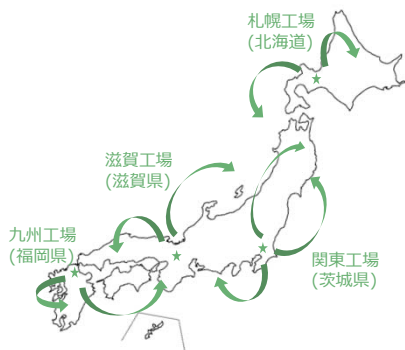 札幌工場
(北海道)
滋賀工場
(滋賀県)
九州工場
(福岡県)
関東工場
(茨城県)